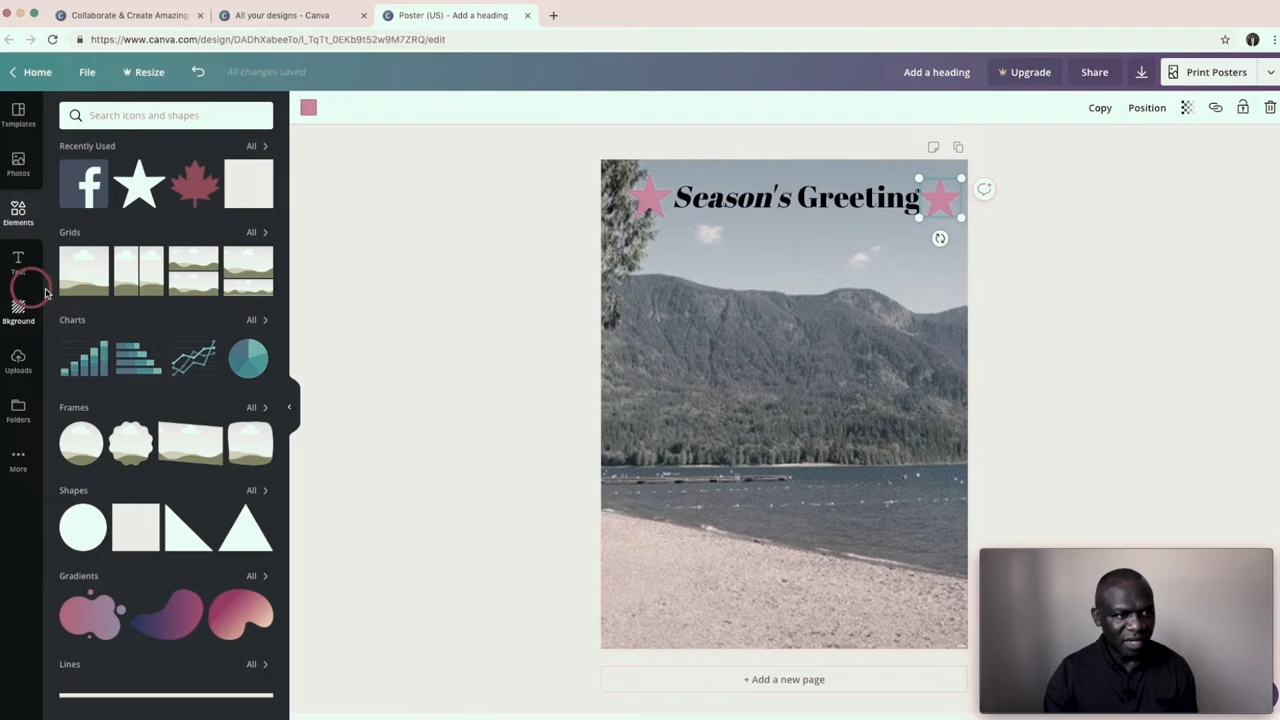 Collaborate & Create Amazing
All your designs - Canva
Poster (US) - Add a heading
https://www.canva.com/design/DADhXabeeTo/l_TqTt_0EKb9t52w9M7ZRQ/edit
Home
File
Resize
All changes saved
Add a heading
Upgrade
Share
Print Posters
Templates
Photos
Elements
Text
Bkground
Uploads
Folders
More
Search icons and shapes
Recently Used
All
Grids
All
Charts
All
Frames
All
Shapes
All
Gradients
All
Lines
All
Copy
Position
Season's Greeting
+ Add a new page